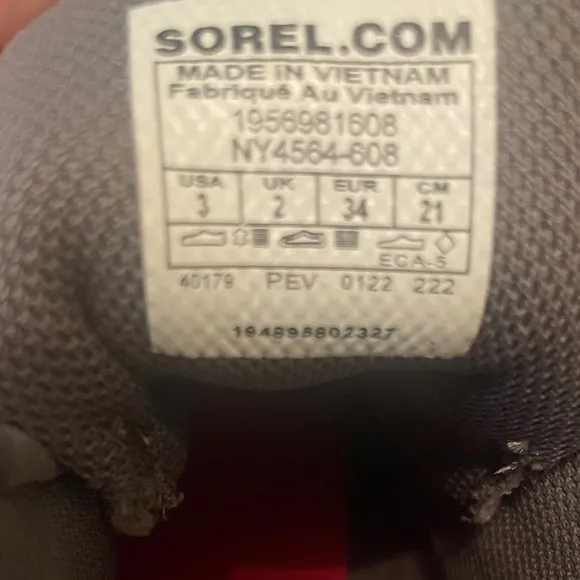 SOREL.COM
MADE IN VIETNAM
Fabriqué Au Vietnam
1956981608
NY4564-608
USA UK EUR CM
3 2 34 21
ECA-5
40179 PEV 0122 222
194895802327